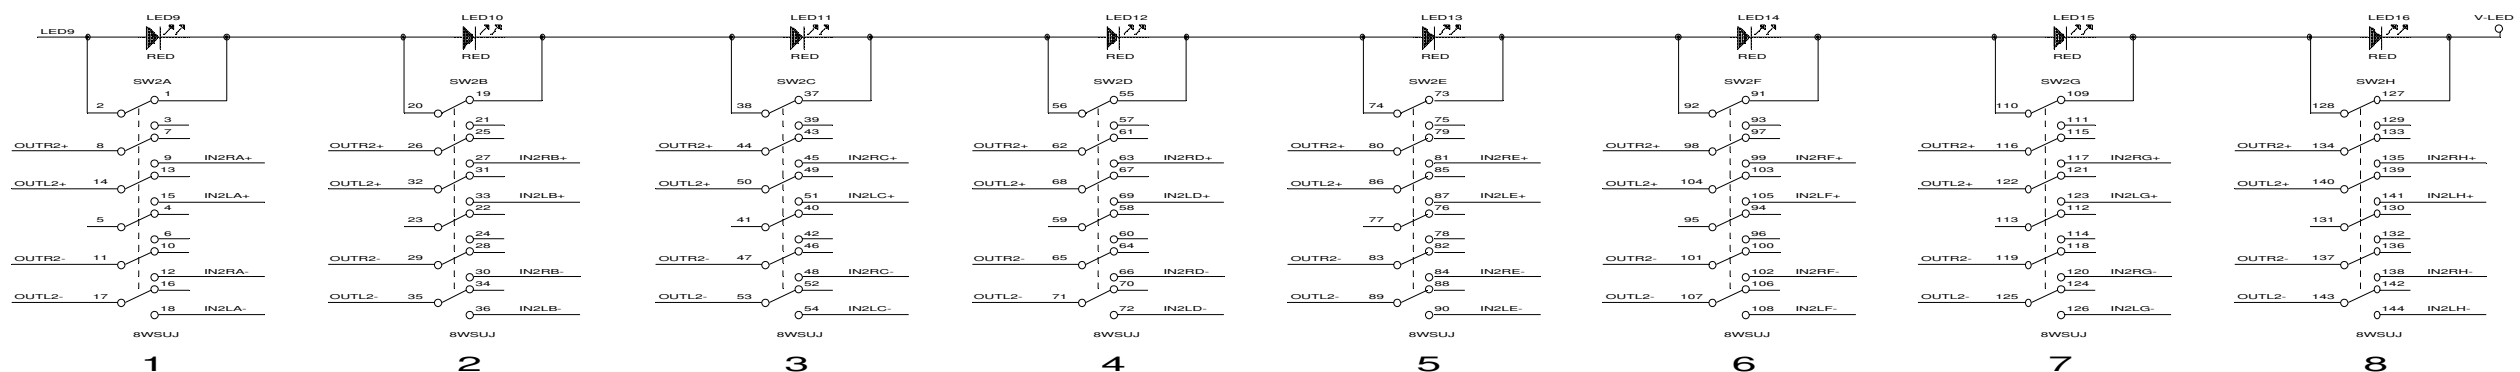 LED9 LED10 LED11 LED12 LED13 LED14 LED15 LED16 V-LED
LED9
RED RED RED RED RED RED RED RED
SW2A SW2B SW2C SW2D SW2E SW2F SW2G SW2H
1 19 37 55 73 91 109 127
2 20 38 56 74 92 110 128
3 21 39 57 75 93 111 129
7 25 43 61 79 97 115 133
OUTR2+ 8 OUTR2+ 26 OUTR2+ 44 OUTR2+ 62 OUTR2+ 80 OUTR2+ 98 OUTR2+ 116 OUTR2+ 134
9 IN2RA+ 27 IN2RB+ 45 IN2RC+ 63 IN2RD+ 81 IN2RE+ 99 IN2RF+ 117 IN2RG+ 135 IN2RH+
13 31 49 67 85 103 121 139
OUTL2+ 14 OUTL2+ 32 OUTL2+ 50 OUTL2+ 68 OUTL2+ 86 OUTL2+ 104 OUTL2+ 122 OUTL2+ 140
15 IN2LA+ 33 IN2LB+ 51 IN2LC+ 69 IN2LD+ 87 IN2LE+ 105 IN2LF+ 123 IN2LG+ 141 IN2LH+
4 22 40 58 76 94 112 130
5 23 41 59 77 95 113 131
6 24 42 60 78 96 114 132
10 28 46 64 82 100 118 136
OUTR2- 11 OUTR2- 29 OUTR2- 47 OUTR2- 65 OUTR2- 83 OUTR2- 101 OUTR2- 119 OUTR2- 137
12 IN2RA- 30 IN2RB- 48 IN2RC- 66 IN2RD- 84 IN2RE- 102 IN2RF- 120 IN2RG- 138 IN2RH-
16 34 52 70 88 106 124 142
OUTL2- 17 OUTL2- 35 OUTL2- 53 OUTL2- 71 OUTL2- 89 OUTL2- 107 OUTL2- 125 OUTL2- 143
18 IN2LA- 36 IN2LB- 54 IN2LC- 72 IN2LD- 90 IN2LE- 108 IN2LF- 126 IN2LG- 144 IN2LH-
8WSUJ 8WSUJ 8WSUJ 8WSUJ 8WSUJ 8WSUJ 8WSUJ 8WSUJ
1 2 3 4 5 6 7 8